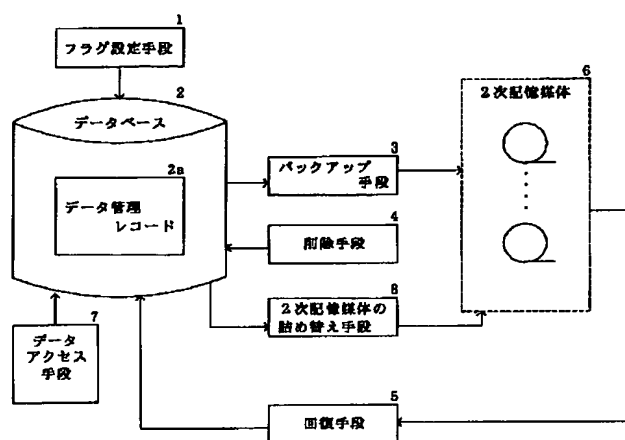 1
フラグ設定手段
2
データベース
2a
データ管理
レコード
3
バックアップ
手段
4
削除手段
8
2次記憶媒体の
詰め替え手段
6
2次記憶媒体
7
データ
アクセス
手段
5
回復手段